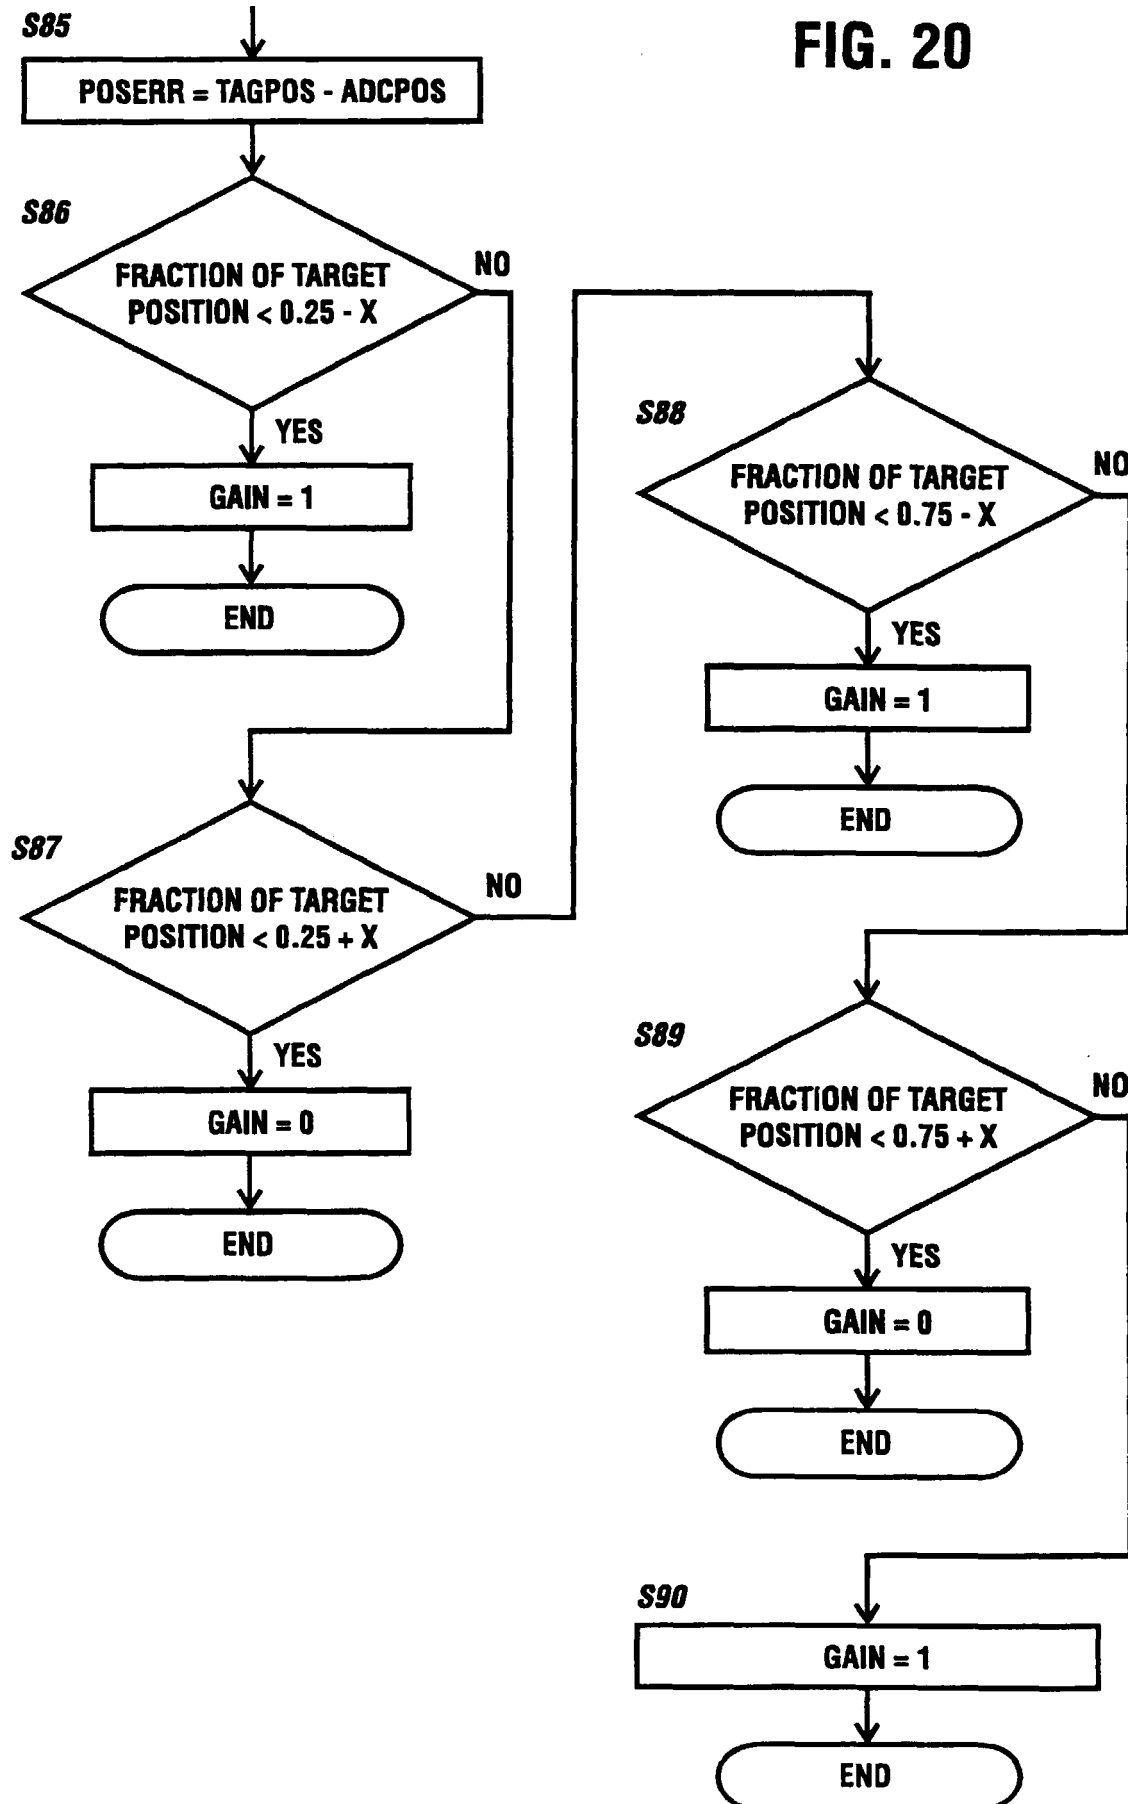 FIG. 20
S85
POSERR = TAGPOS - ADCPOS
S86
FRACTION OF TARGET
POSITION < 0.25 - X
NO
YES
GAIN = 1
END
S87
FRACTION OF TARGET
POSITION < 0.25 + X
NO
YES
GAIN = 0
END
S88
FRACTION OF TARGET
POSITION < 0.75 - X
NO
YES
GAIN = 1
END
S89
FRACTION OF TARGET
POSITION < 0.75 + X
NO
YES
GAIN = 0
END
S90
GAIN = 1
END